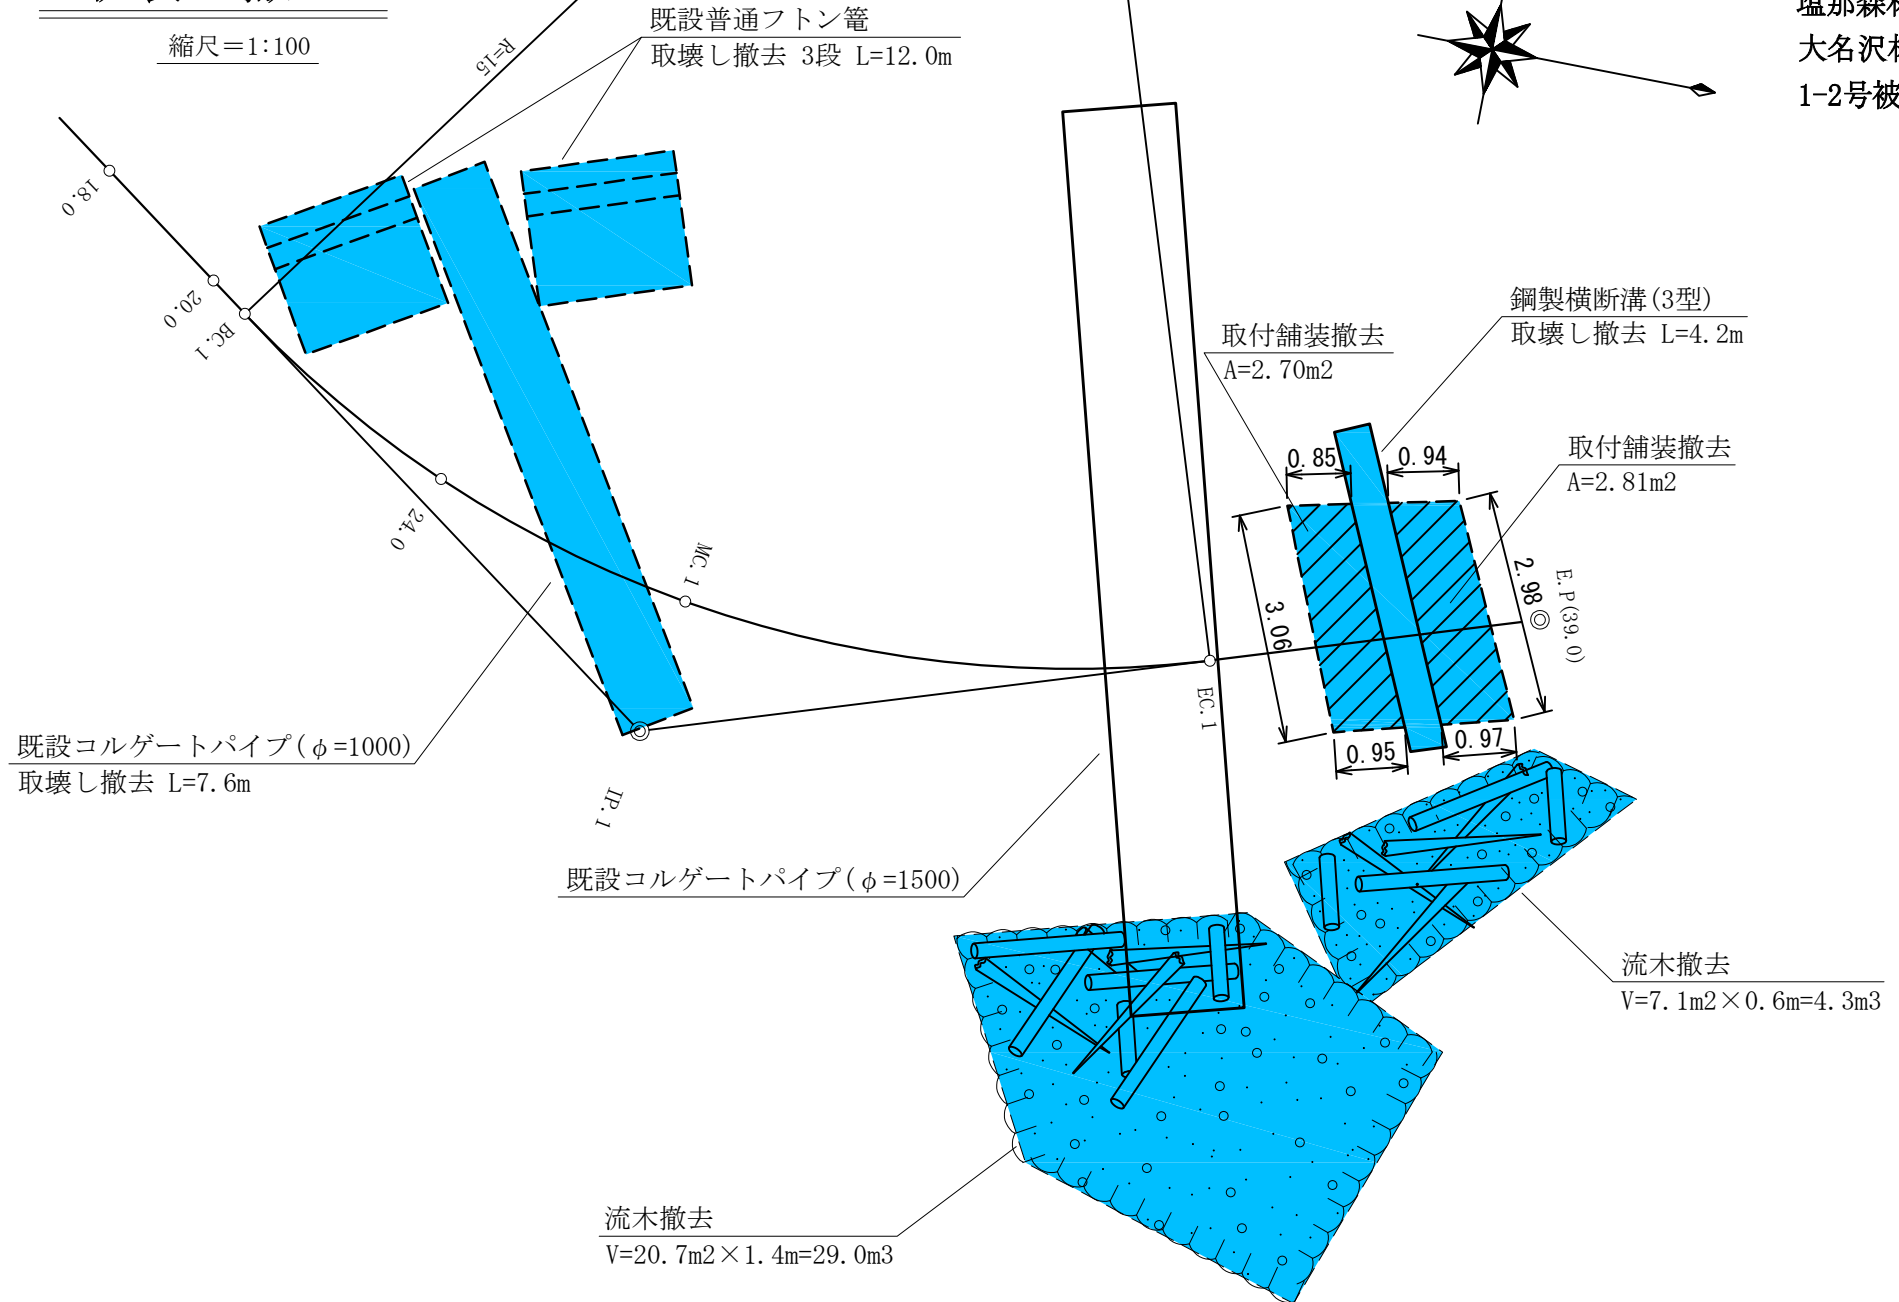 縮尺=1:100
既設普通フトン篭
取壊し撤去 3段 L=12.0m
大名沢
1-2号被
R=15
18.0
20.0
BC.1
24.0
MC.1
IP.1
EC.1
E.P(39.0)
鋼製横断溝(3型)
取壊し撤去 L=4.2m
取付舗装撤去
A=2.70m2
取付舗装撤去
A=2.81m2
0.85
0.94
3.06
2.98
0.95
0.97
既設コルゲートパイプ(φ=1000)
取壊し撤去 L=7.6m
既設コルゲートパイプ(φ=1500)
流木撤去
V=7.1m2×0.6m=4.3m3
流木撤去
V=20.7m2×1.4m=29.0m3